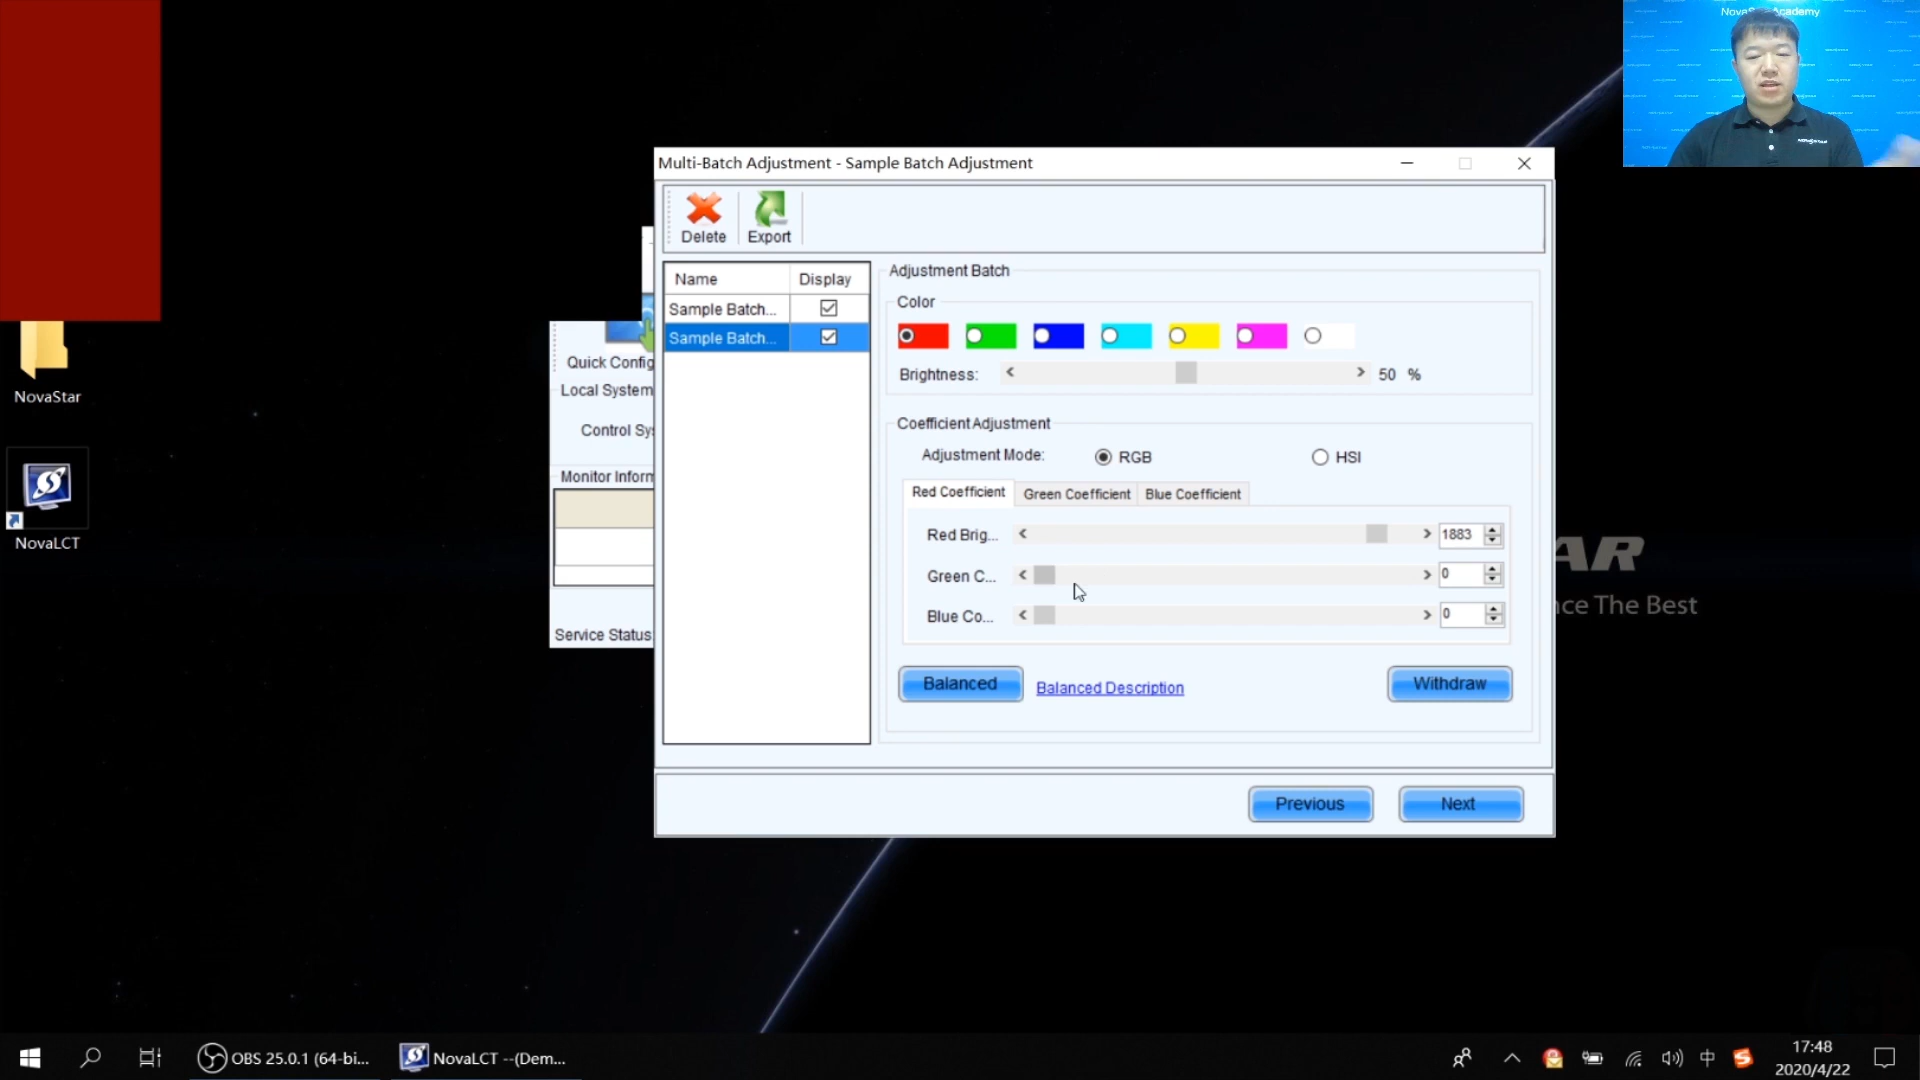 NovaStar Academy
Multi-Batch Adjustment - Sample Batch Adjustment
Delete
Export
Name
Display
Sample Batch...
Sample Batch...
Adjustment Batch
Color
Brightness:
50 %
Coefficient Adjustment
Adjustment Mode:
RGB
HSI
Red Coefficient
Green Coefficient
Blue Coefficient
Red Brig...
1883
Green C...
0
Blue Co...
0
Balanced
Balanced Description
Withdraw
Previous
Next
Quick Config
Local System
Control Sy
Monitor Inform
Service Status
NovaStar
NovaLCT
AR
ce The Best
OBS 25.0.1 (64-bi...
NovaLCT --(Dem...
中
17:48
2020/4/22